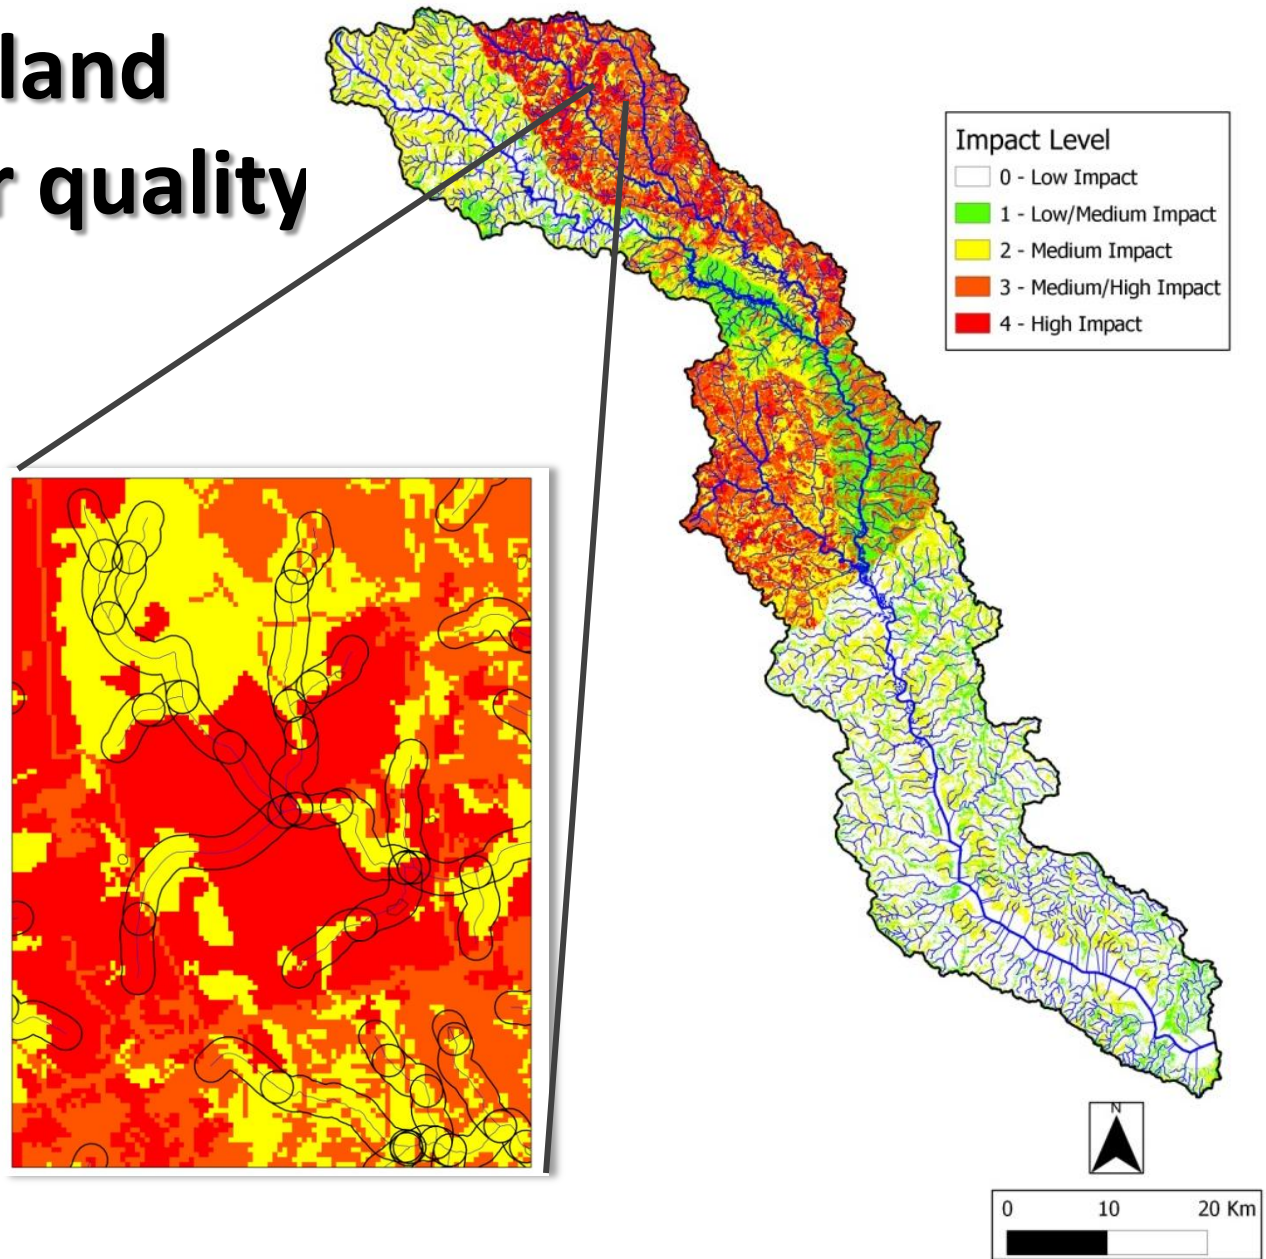 land
r quality
Impact Level
0 - Low Impact
1 - Low/Medium Impact
2 - Medium Impact
3 - Medium/High Impact
4 - High Impact
N
0 10 20 Km